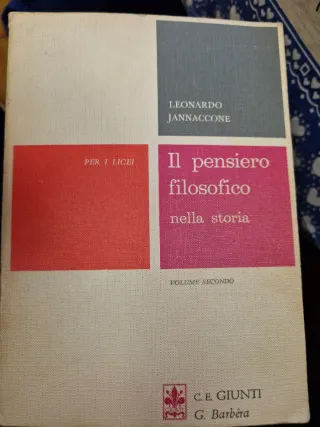 LEONARDO
JANNACCONE
PER I LICEI
Il pensiero
filosofico
nella storia
VOLUME SECONDO
C. E. GIUNTI
G. Barbèra